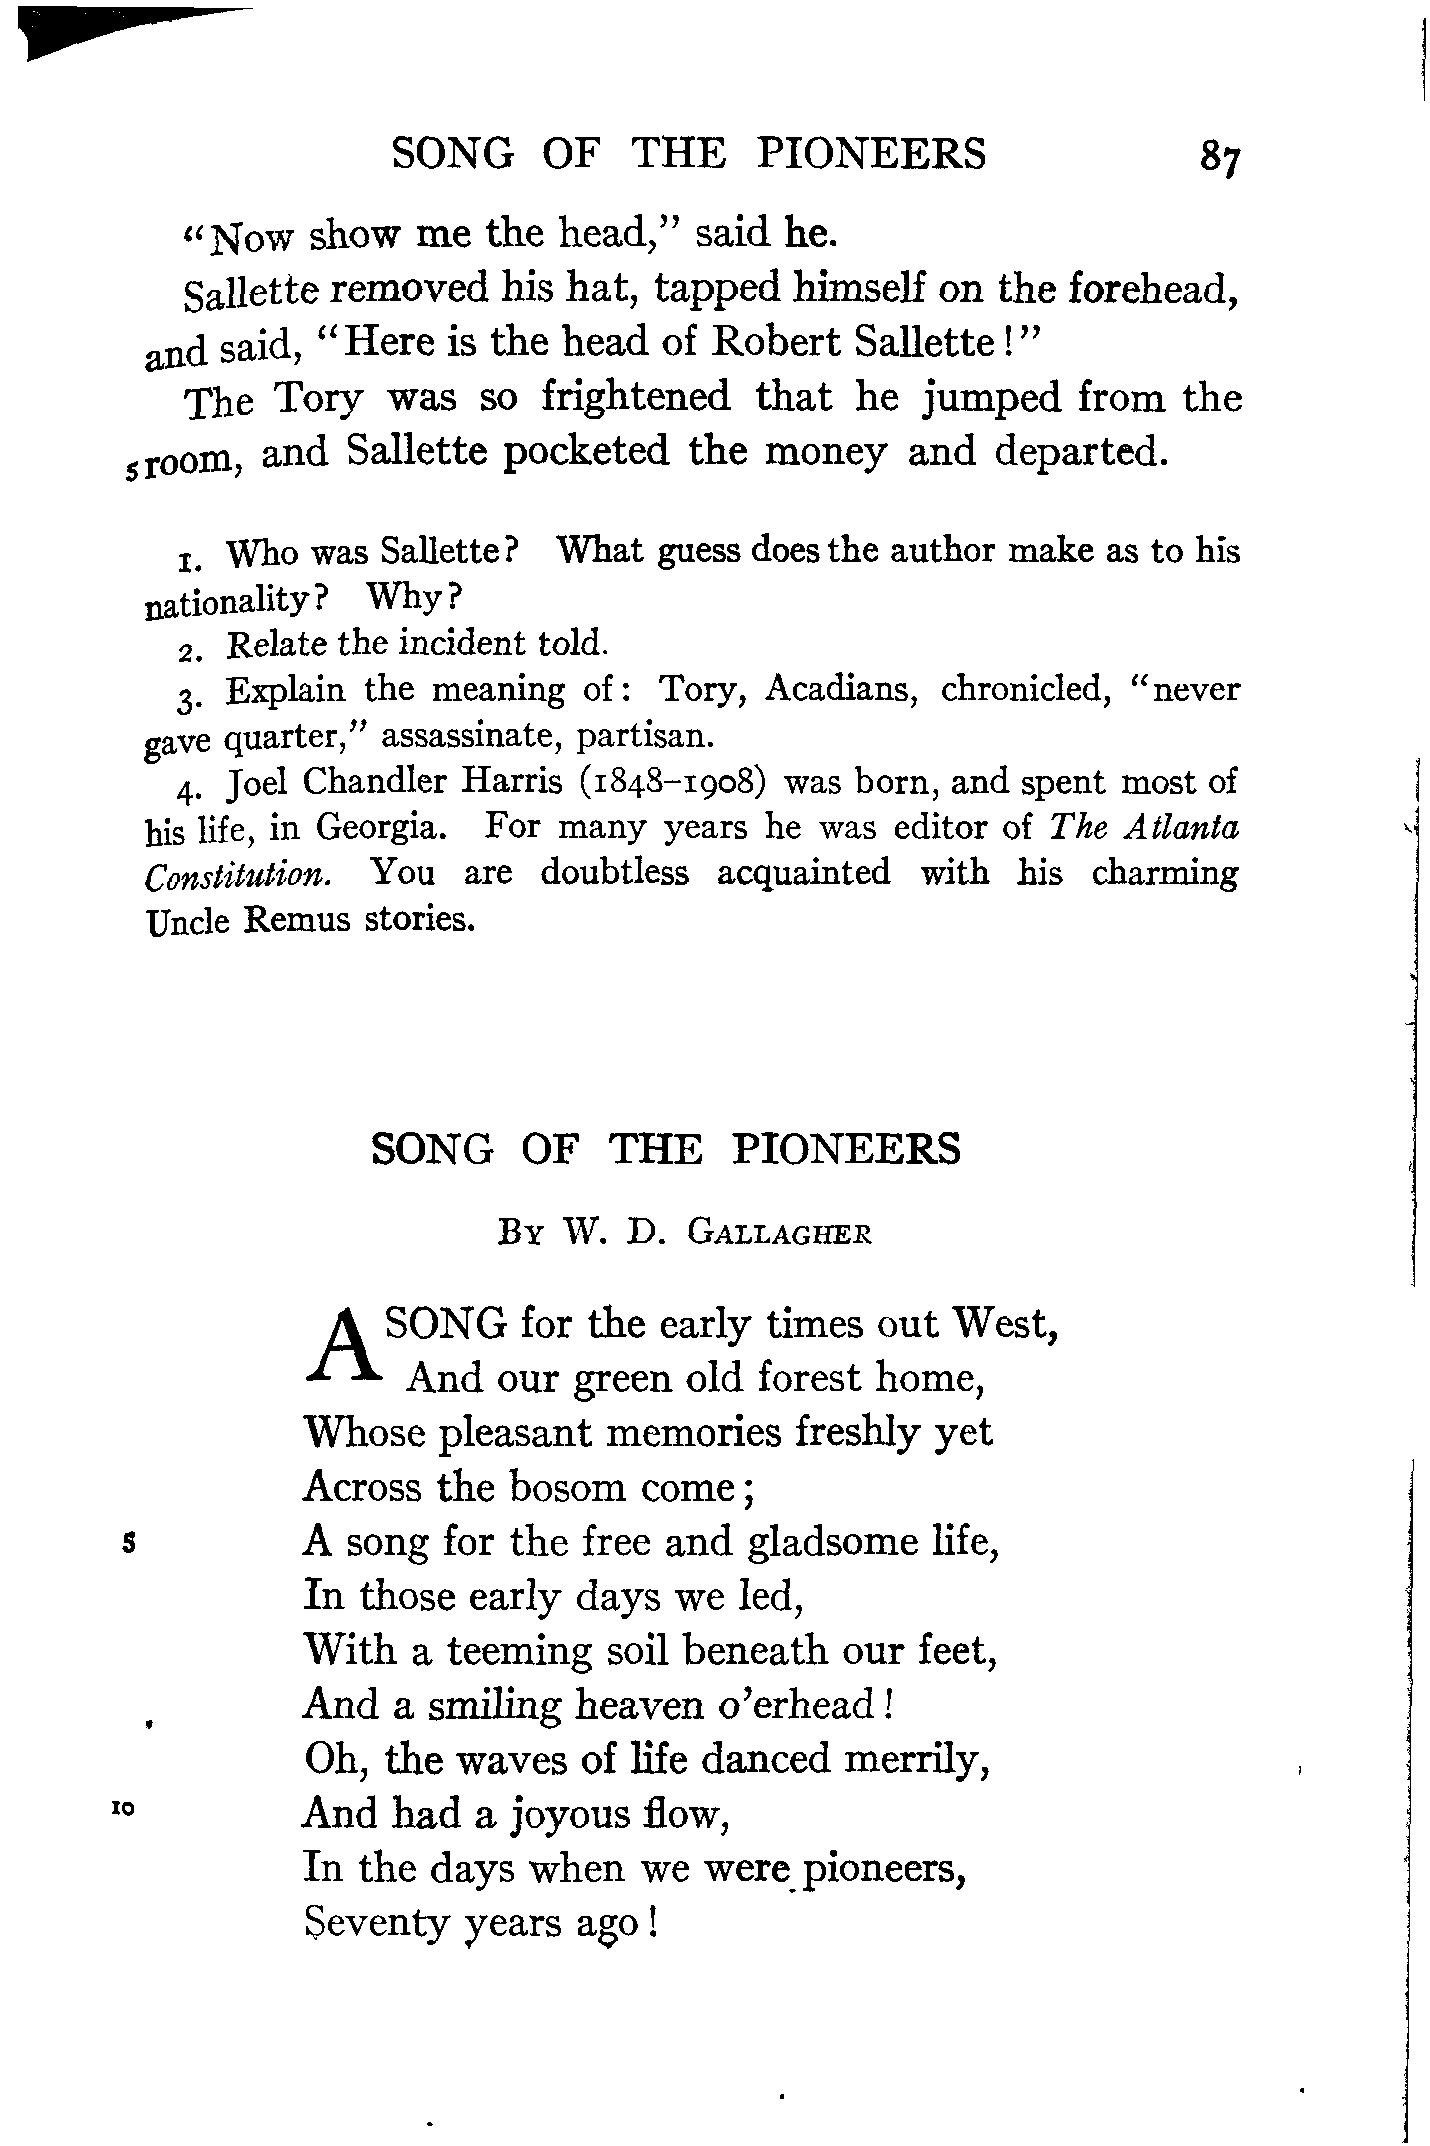 SONG OF THE PIONEERS 87
"Now show me the head," said he.
Sallette removed his hat, tapped himself on the forehead,
and said, "Here is the head of Robert Sallette!"
The Tory was so frightened that he jumped from the
5 room, and Sallette pocketed the money and departed.
1. Who was Sallette? What guess does the author make as to his
nationality? Why?
2. Relate the incident told.
3. Explain the meaning of: Tory, Acadians, chronicled, "never
gave quarter," assassinate, partisan.
4. Joel Chandler Harris (1848–1908) was born, and spent most of
his life, in Georgia. For many years he was editor of The Atlanta
Constitution. You are doubtless acquainted with his charming
Uncle Remus stories.
SONG OF THE PIONEERS
By W. D. Gallagher
A SONG for the early times out West,
And our green old forest home,
Whose pleasant memories freshly yet
Across the bosom come;
5 A song for the free and gladsome life,
In those early days we led,
With a teeming soil beneath our feet,
And a smiling heaven o'erhead!
Oh, the waves of life danced merrily,
10 And had a joyous flow,
In the days when we were pioneers,
Seventy years ago!